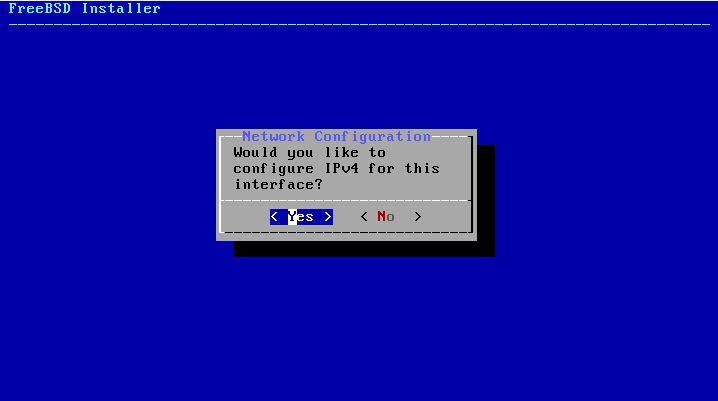 FreeBSD Installer
Network Configuration
Would you like to
configure IPv4 for this
interface?
< Yes > < No >